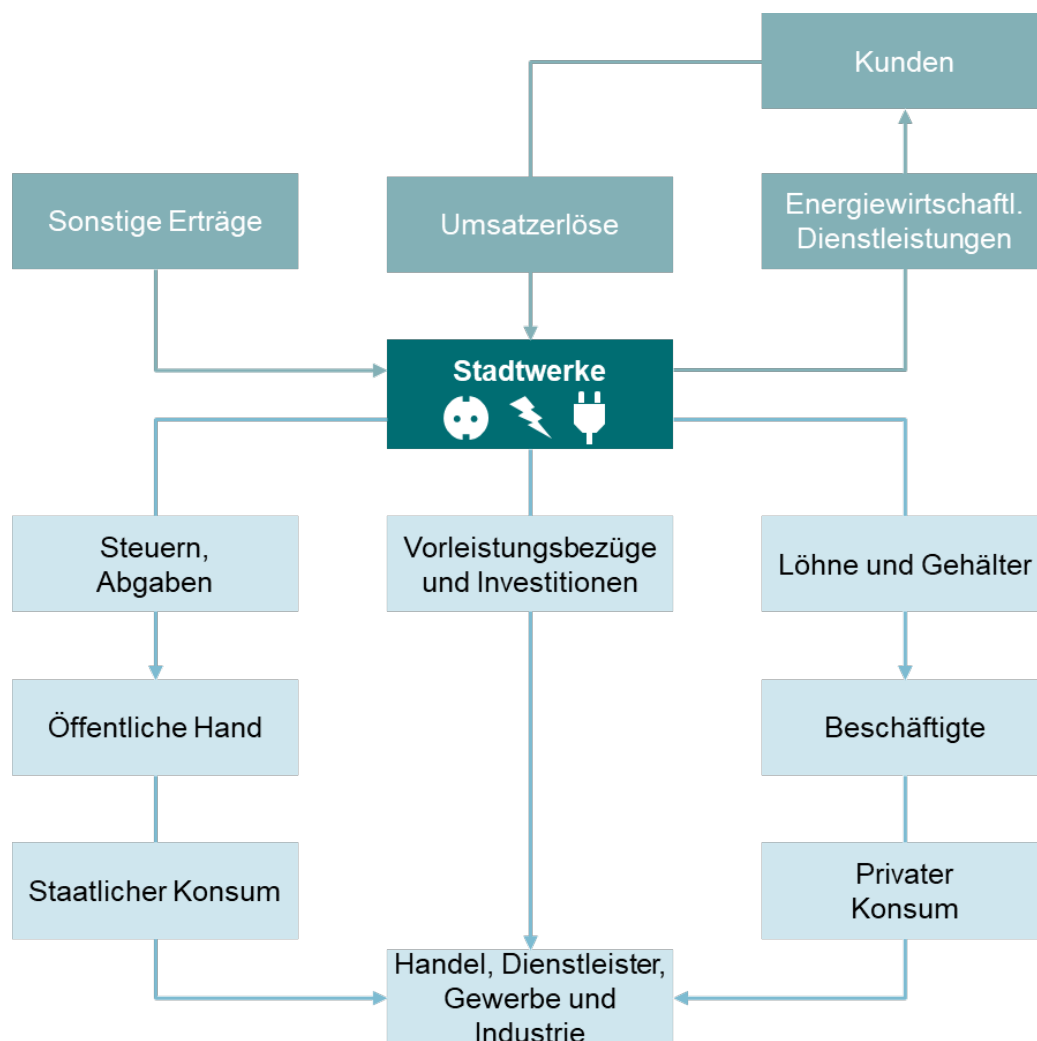 Kunden
Sonstige Erträge
Umsatzerlöse
Energiewirtschaftl.
Dienstleistungen
Stadtwerke
Steuern,
Abgaben
Vorleistungsbezüge
und Investitionen
Löhne und Gehälter
Öffentliche Hand
Beschäftigte
Staatlicher Konsum
Privater
Konsum
Handel, Dienstleister,
Gewerbe und
Industrie